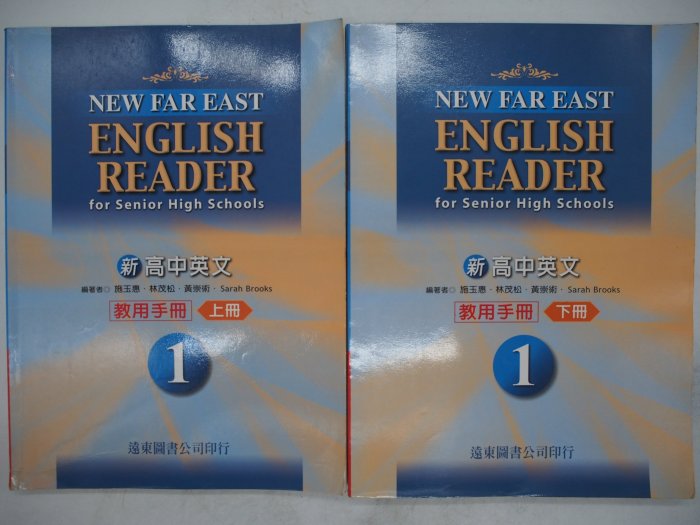 NEW FAR EAST
ENGLISH
READER
for Senior High Schools
新 高中英文
編著者◎ 施玉惠・林茂松・黃崇術・Sarah Brooks
教用手冊 上冊
1
遠東圖書公司印行
NEW FAR EAST
ENGLISH
READER
for Senior High Schools
新 高中英文
編著者◎ 施玉惠・林茂松・黃崇術・Sarah Brooks
教用手冊 下冊
1
遠東圖書公司印行